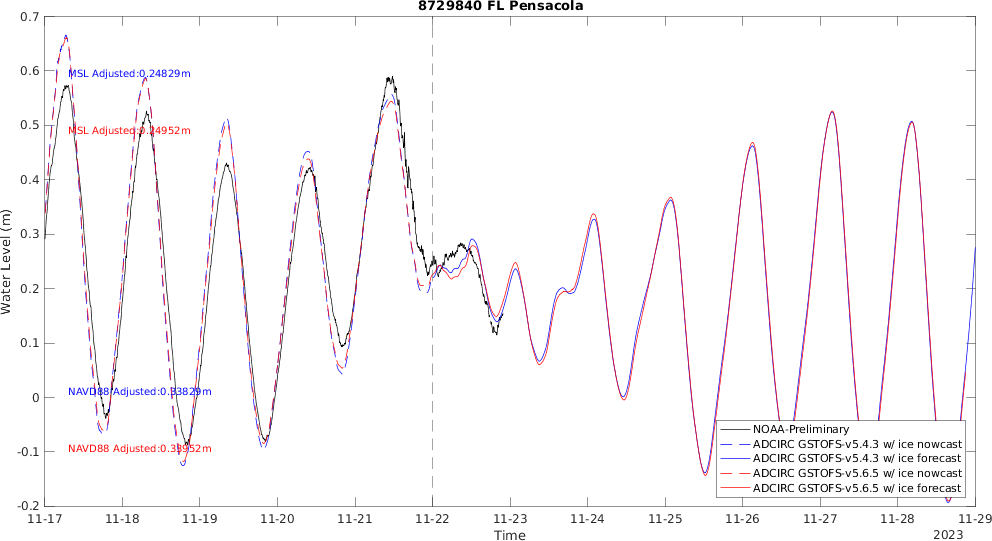 8729840 FL Pensacola
0.7
0.6
0.5
0.4
0.3
0.2
0.1
0
-0.1
-0.2
Water Level (m)
MSL Adjusted:0.24829m
MSL Adjusted:0.24952m
NAVD88 Adjusted:0.33829m
NAVD88 Adjusted:0.33952m
NOAA-Preliminary
ADCIRC GSTOFS-v5.4.3 w/ ice nowcast
ADCIRC GSTOFS-v5.4.3 w/ ice forecast
ADCIRC GSTOFS-v5.6.5 w/ ice nowcast
ADCIRC GSTOFS-v5.6.5 w/ ice forecast
11-17 11-18 11-19 11-20 11-21 11-22 11-23 11-24 11-25 11-26 11-27 11-28 11-29
Time
2023